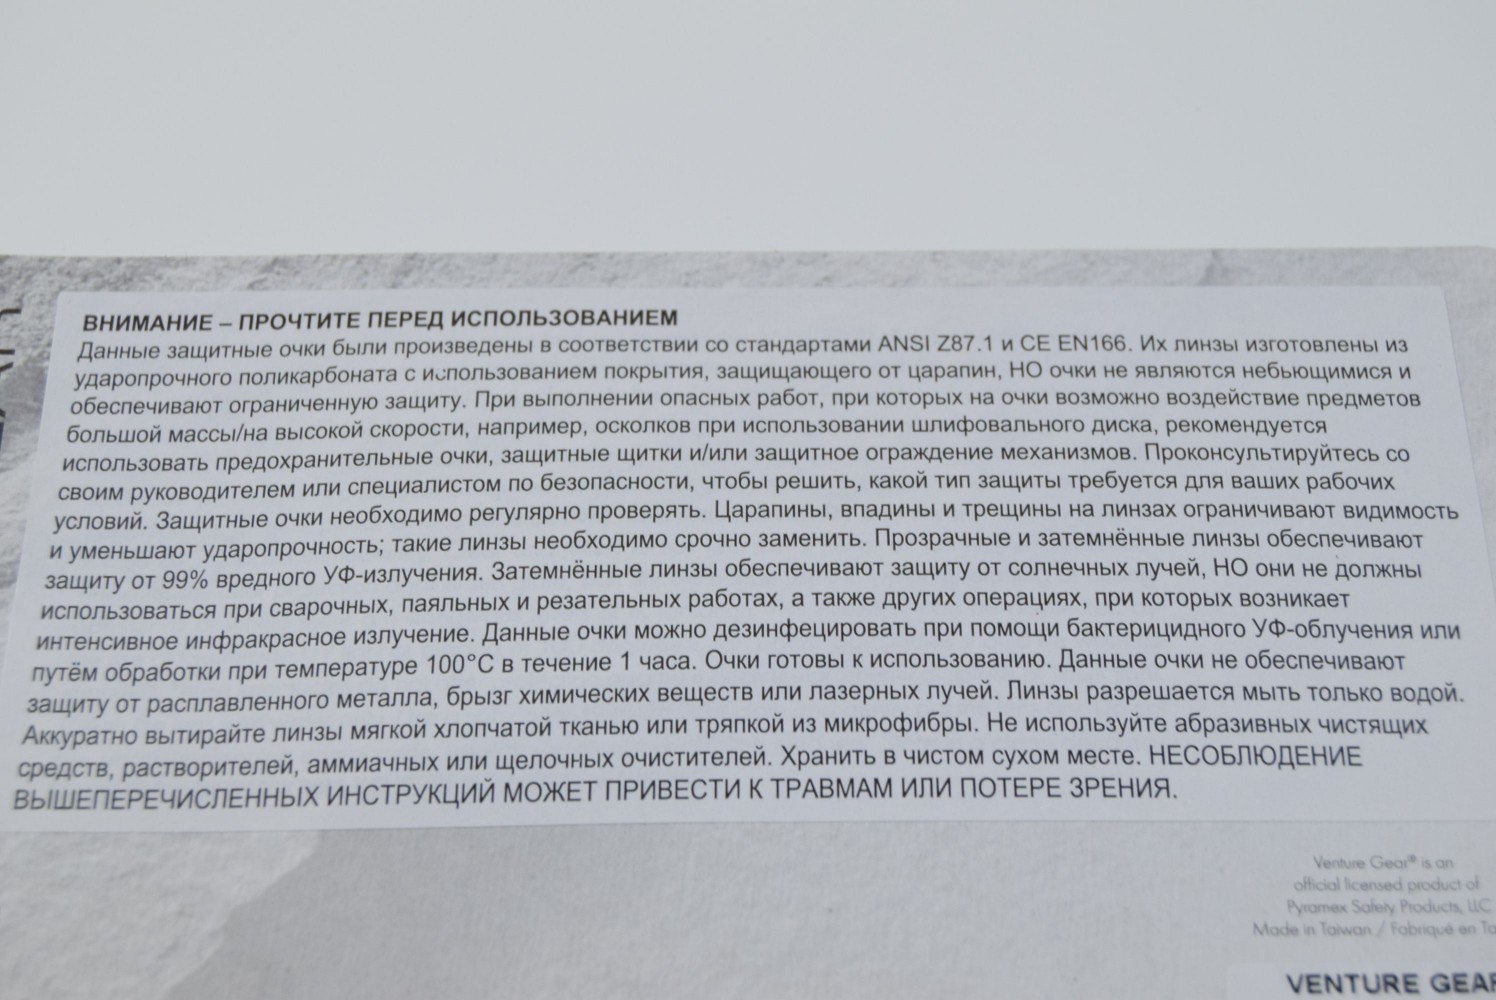 ВНИМАНИЕ – ПРОЧТИТЕ ПЕРЕД ИСПОЛЬЗОВАНИЕМ
Данные защитные очки были произведены в соответствии со стандартами ANSI Z87.1 и CE EN166. Их линзы изготовлены из
ударопрочного поликарбоната с использованием покрытия, защищающего от царапин, НО очки не являются небьющимися и
обеспечивают ограниченную защиту. При выполнении опасных работ, при которых на очки возможно воздействие предметов
большой массы/на высокой скорости, например, осколков при использовании шлифовального диска, рекомендуется
использовать предохранительные очки, защитные щитки и/или защитное ограждение механизмов. Проконсультируйтесь со
своим руководителем или специалистом по безопасности, чтобы решить, какой тип защиты требуется для ваших рабочих
условий. Защитные очки необходимо регулярно проверять. Царапины, впадины и трещины на линзах ограничивают видимость
и уменьшают ударопрочность; такие линзы необходимо срочно заменить. Прозрачные и затемнённые линзы обеспечивают
защиту от 99% вредного УФ-излучения. Затемнённые линзы обеспечивают защиту от солнечных лучей, НО они не должны
использоваться при сварочных, паяльных и резательных работах, а также других операциях, при которых возникает
интенсивное инфракрасное излучение. Данные очки можно дезинфецировать при помощи бактерицидного УФ-облучения или
путём обработки при температуре 100°C в течение 1 часа. Очки готовы к использованию. Данные очки не обеспечивают
защиту от расплавленного металла, брызг химических веществ или лазерных лучей. Линзы разрешается мыть только водой.
Аккуратно вытирайте линзы мягкой хлопчатой тканью или тряпкой из микрофибры. Не используйте абразивных чистящих
средств, растворителей, аммиачных или щелочных очистителей. Хранить в чистом сухом месте. НЕСОБЛЮДЕНИЕ
ВЫШЕПЕРЕЧИСЛЕННЫХ ИНСТРУКЦИЙ МОЖЕТ ПРИВЕСТИ К ТРАВМАМ ИЛИ ПОТЕРЕ ЗРЕНИЯ.
Venture Gear® is an
official licensed product of
Pyramex Safety Products, LLC
Made in Taiwan / Fabriqué en Ta
VENTURE GEAR